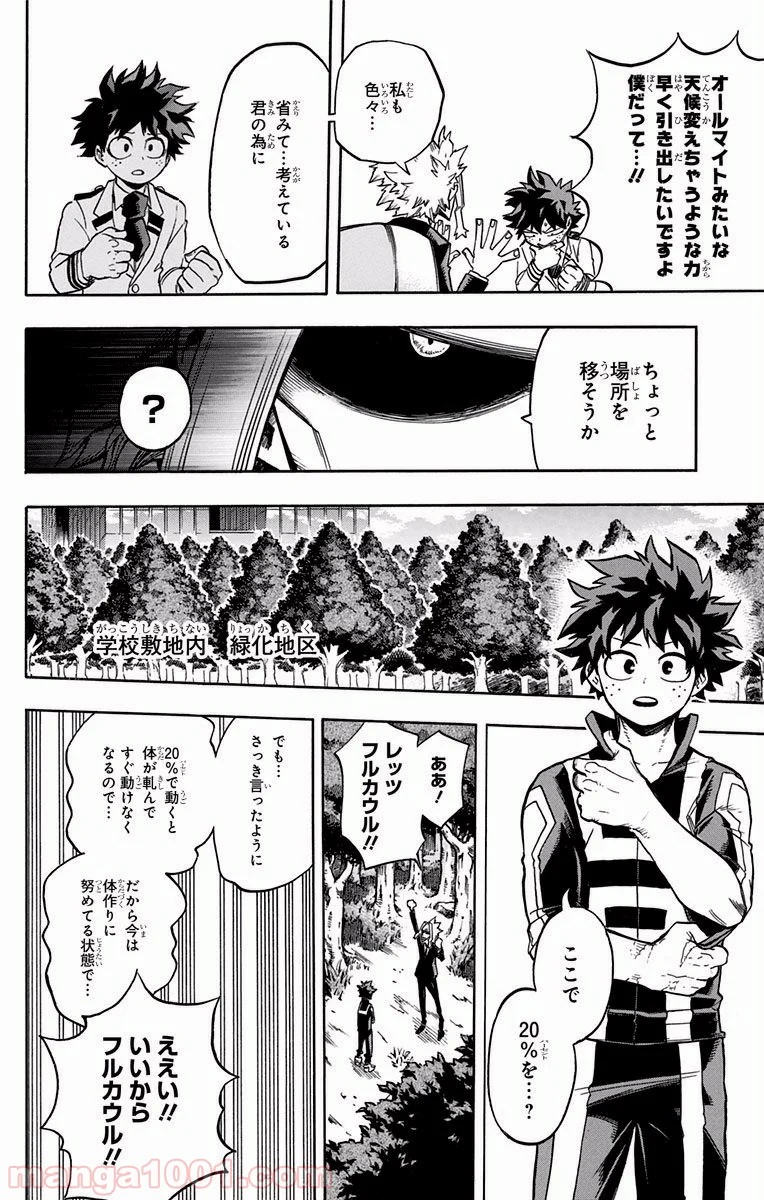 オールマイトみたいな
天候変えちゃうような力
早く引き出したいですよ
僕だって…!!
私も
色々…
省みて…考えている
君の為に
ちょっと
場所を
移そうか
?
学校敷地内 緑化地区
ここで
20%を…?
ああ!
レッツ
フルカウル!!
でも…
さっき言ったように
20%で動くと
体が軋んで
すぐ動けなく
なるので…
だから今は
体作りに
努めてる状態で…
ええい!!
いいから
フルカウル!!
manga1001.com